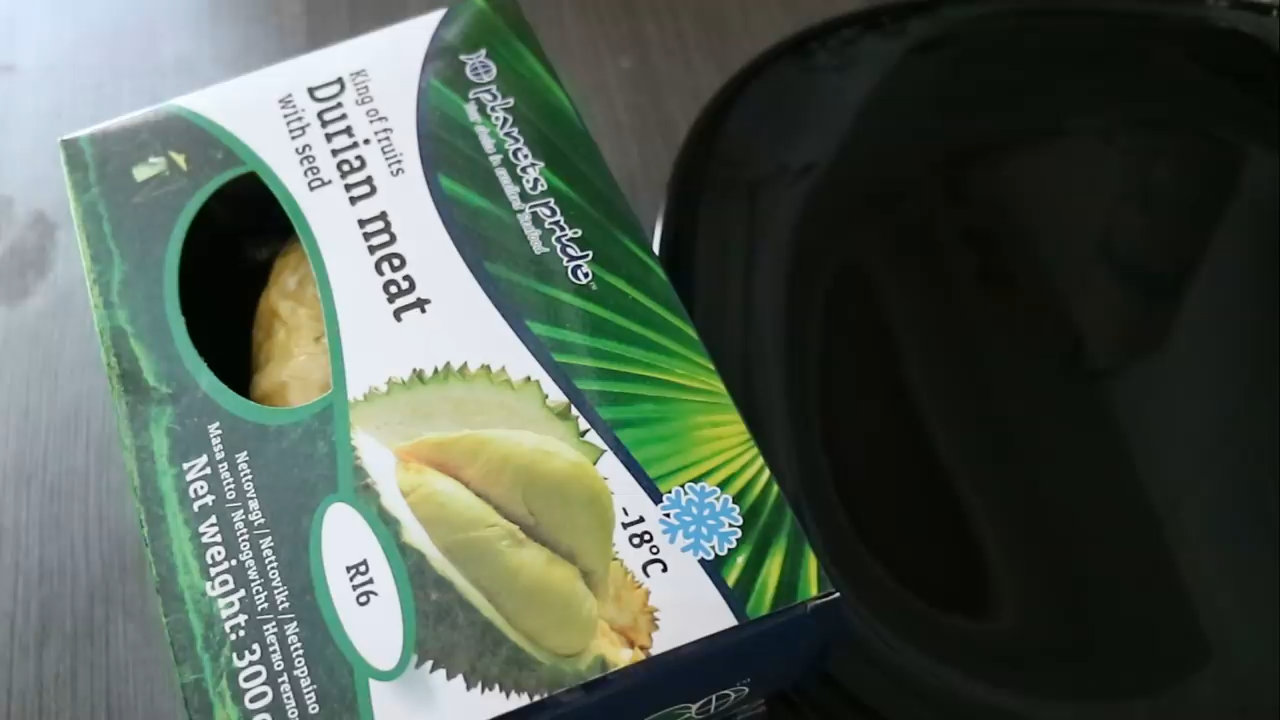 planets pride
King of fruits
Durian meat
with seed
-18°C
RI6
Nettovægt / Nettovikt / Nettopaino
Masa netto / Nettogewicht / Нетто тегло:
Net weight: 300g